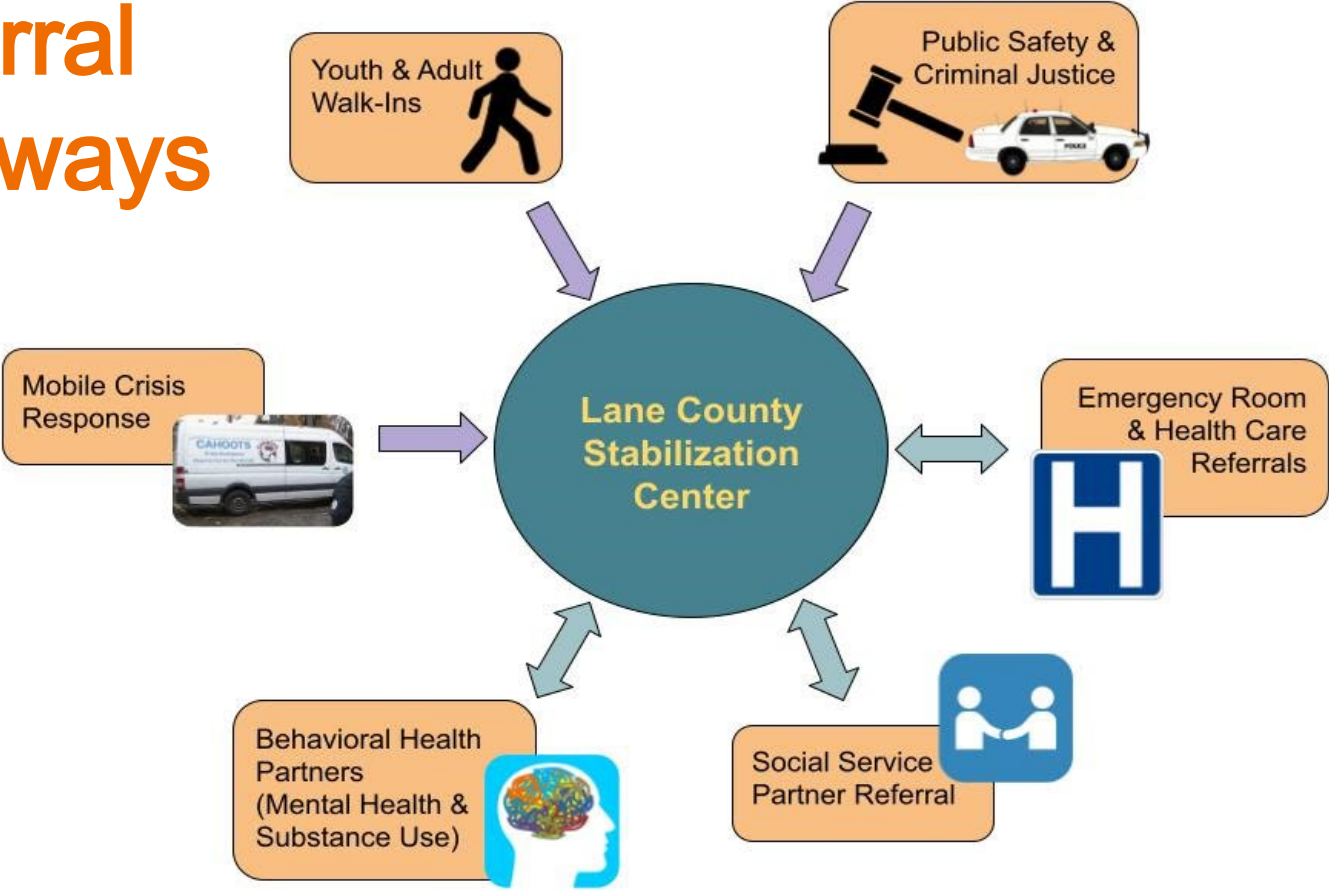 rral
ways
Youth & Adult
Walk-Ins
Public Safety &
Criminal Justice
POLICE
Mobile Crisis
Response
CAHOOTS
Lane County
Stabilization
Center
Emergency Room
& Health Care
Referrals
H
Behavioral Health
Partners
(Mental Health &
Substance Use)
Social Service
Partner Referral